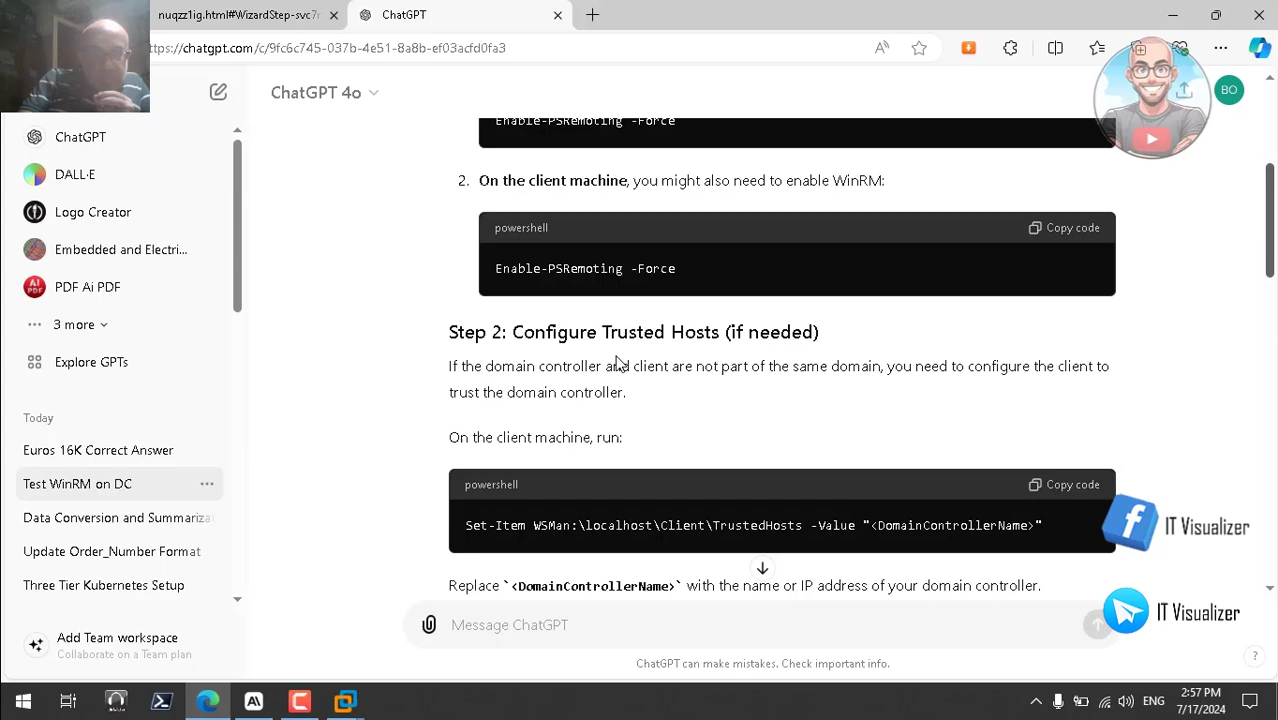 nuqzz1ig.html#WizardStep-svc7
ChatGPT
https://chatgpt.com/c/9fc6c745-037b-4e51-8a8b-ef03acfd0fa3
ChatGPT 4o
BO
ChatGPT
DALL·E
Logo Creator
Embedded and Electri...
PDF Ai PDF
3 more
Explore GPTs
Today
Euros 16K Correct Answer
Test WinRM on DC
Data Conversion and Summariza
Update Order_Number Format
Three Tier Kubernetes Setup
Add Team workspace
Collaborate on a Team plan
Enable-PSRemoting -Force
2. On the client machine, you might also need to enable WinRM:
powershell
Copy code
Enable-PSRemoting -Force
Step 2: Configure Trusted Hosts (if needed)
If the domain controller and client are not part of the same domain, you need to configure the client to
trust the domain controller.
On the client machine, run:
powershell
Copy code
Set-Item WSMan:\localhost\Client\TrustedHosts -Value "<DomainControllerName>"
Replace `<DomainControllerName>` with the name or IP address of your domain controller.
Message ChatGPT
ChatGPT can make mistakes. Check important info.
IT Visualizer
IT Visualizer
ENG
2:57 PM
7/17/2024